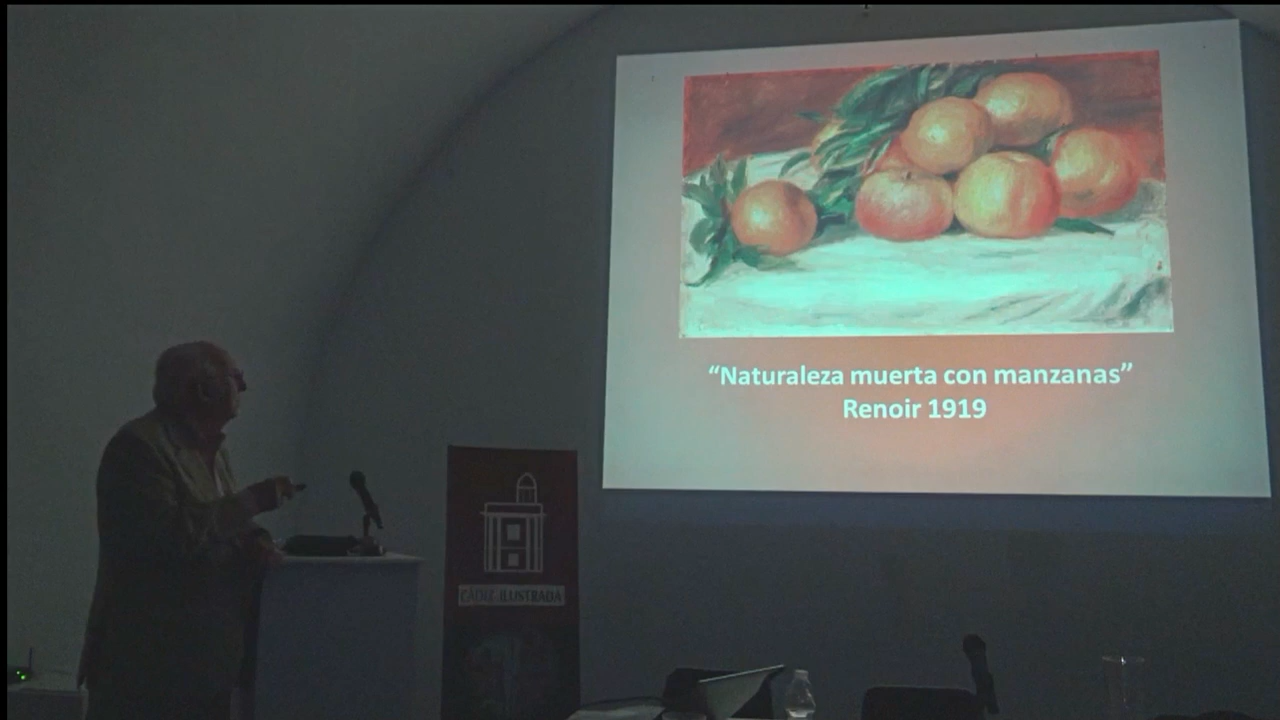 “Naturaleza muerta con manzanas”
Renoir 1919
CÁDIZ ILUSTRADA